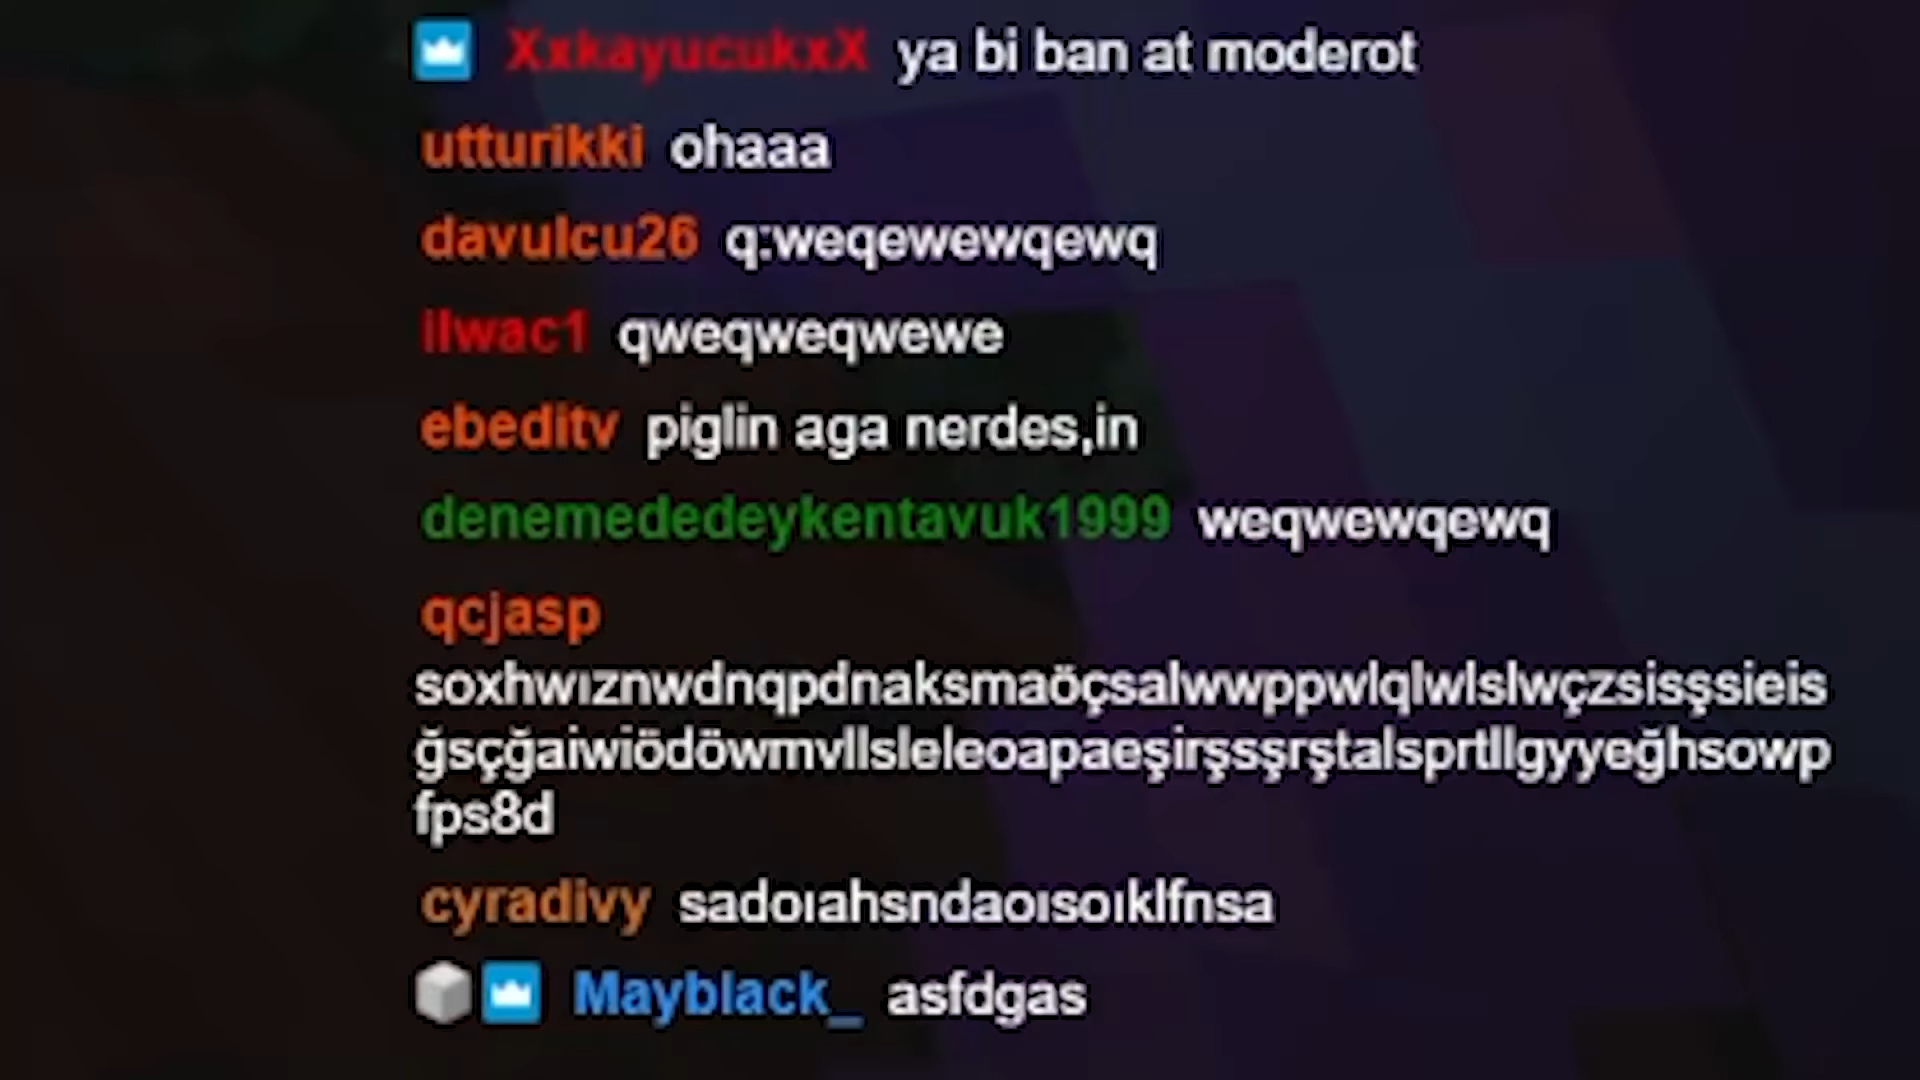 XxkayucukxX ya bi ban at moderot
utturikki ohaaa
davulcu26 q:weqewewqewq
ilwac1 qweqweqwewe
ebeditv piglin aga nerdes,in
denemededeykentavuk1999 weqwewqewq
qcjasp
soxhwıznwdnqpdnaksmaöçsalwwppwlqlwlslwçzsisşsieis
ğsçğaiwiödöwmvllsleleoapaeşirşsşrştalsprtllgyyeğhsowp
fps8d
cyradivy sadoıahsndaoısoıklfnsa
Mayblack_ asfdgas